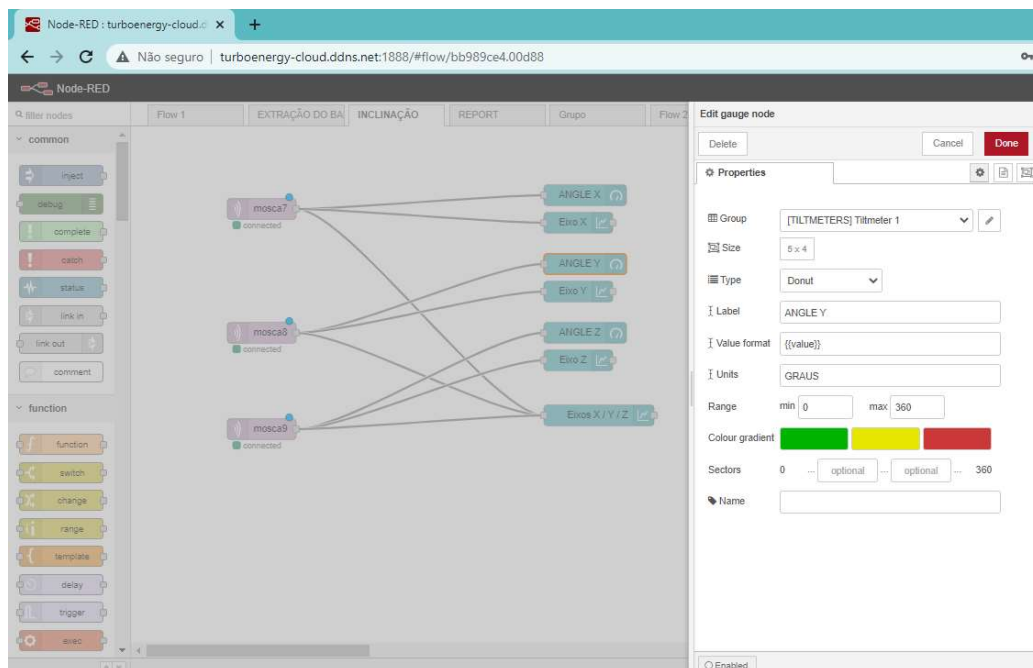 Node-RED : turboenergy-cloud.d
Não seguro | turboenergy-cloud.ddns.net:1888/#flow/bb989ce4.00d88
Node-RED
filter nodes
Flow 1
EXTRAÇÃO DO BA
INCLINAÇÃO
REPORT
Grupo
Flow 2
common
inject
debug
complete
catch
status
link in
link out
comment
function
function
switch
change
range
template
delay
trigger
exec
mosca7
connected
mosca8
connected
mosca9
connected
ANGLE X
Eixo X
ANGLE Y
Eixo Y
ANGLE Z
Eixo Z
Eixos X / Y / Z
Edit gauge node
Delete
Cancel
Done
Properties
Group
[TILTMETERS] Tiltmeter 1
Size
5 x 4
Type
Donut
Label
ANGLE Y
Value format
{{value}}
Units
GRAUS
Range
min 0
max 360
Colour gradient
Sectors
0 ... optional ... optional ... 360
Name
Enabled